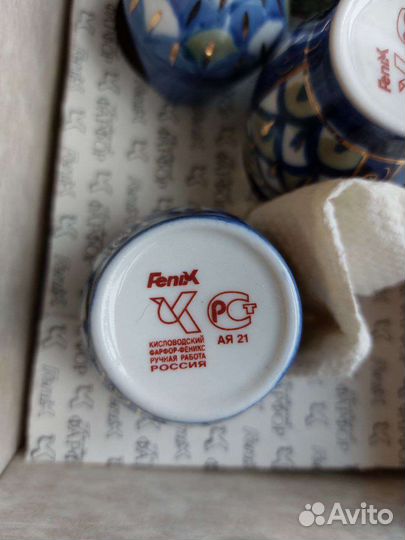 Fenix
Fenix
РСТ
АЯ 21
КИСЛОВОДСКИЙ
ФАРФОР-ФЕНИКС
РУЧНАЯ РАБОТА
РОССИЯ
Avito